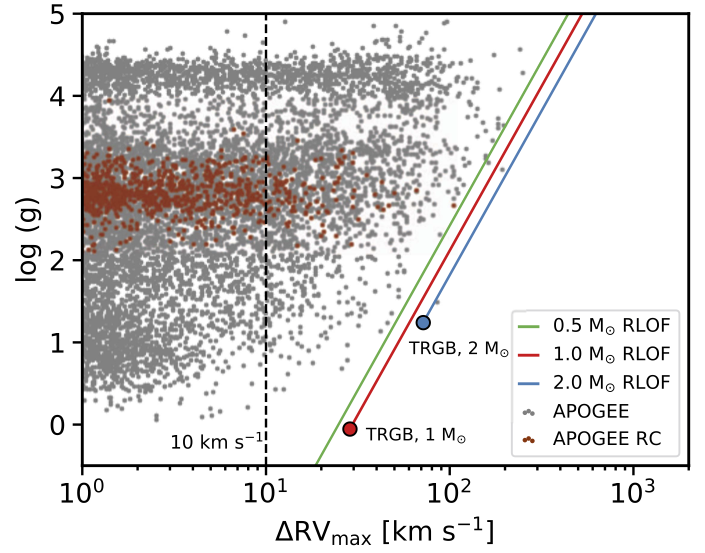 log (g)
5
4
3
2
1
0
TRGB, 2 M⊙
TRGB, 1 M⊙
10 km s⁻¹
0.5 M⊙ RLOF
1.0 M⊙ RLOF
2.0 M⊙ RLOF
APOGEE
APOGEE RC
10⁰ 10¹ 10² 10³
ΔRVmax [km s⁻¹]